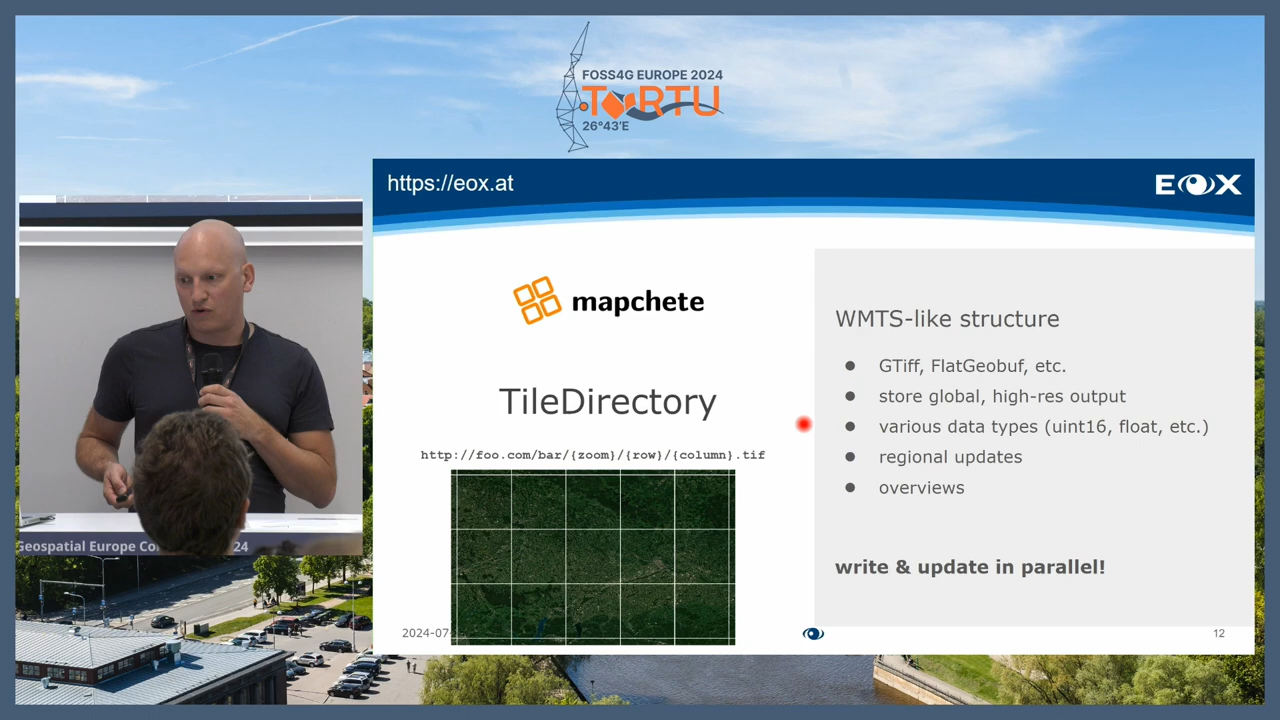 FOSS4G EUROPE 2024
TARTU
26°43'E
https://eox.at
EOX
mapchete
TileDirectory
http://foo.com/bar/{zoom}/{row}/{column}.tif
WMTS-like structure
● GTiff, FlatGeobuf, etc.
● store global, high-res output
● various data types (uint16, float, etc.)
● regional updates
● overviews
write & update in parallel!
2024-07
12
Geospatial Europe Co
24